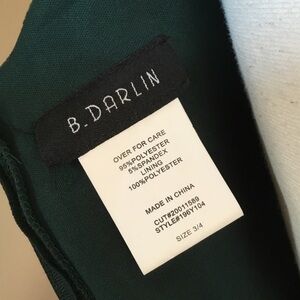 B. DARLIN
OVER FOR CARE
95%POLYESTER
5%SPANDEX
LINING
100%POLYESTER
MADE IN CHINA
CUT#20011589
STYLE#196Y104
SIZE 3/4